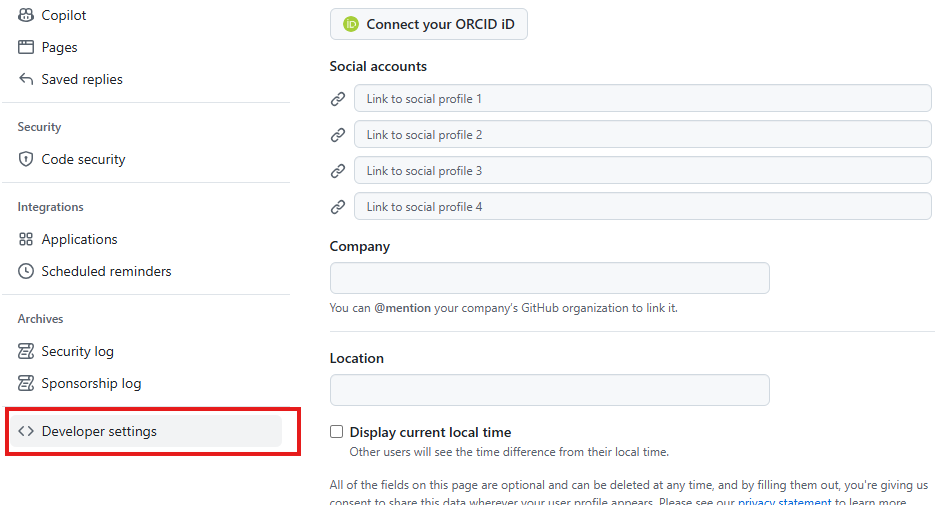 Copilot
Pages
Saved replies
Security
Code security
Integrations
Applications
Scheduled reminders
Archives
Security log
Sponsorship log
Developer settings
iD Connect your ORCID iD
Social accounts
Link to social profile 1
Link to social profile 2
Link to social profile 3
Link to social profile 4
Company
You can @mention your company's GitHub organization to link it.
Location
Display current local time
Other users will see the time difference from their local time.
All of the fields on this page are optional and can be deleted at any time, and by filling them out, you're giving us
consent to share this data wherever your user profile appears. Please see our privacy statement to learn more